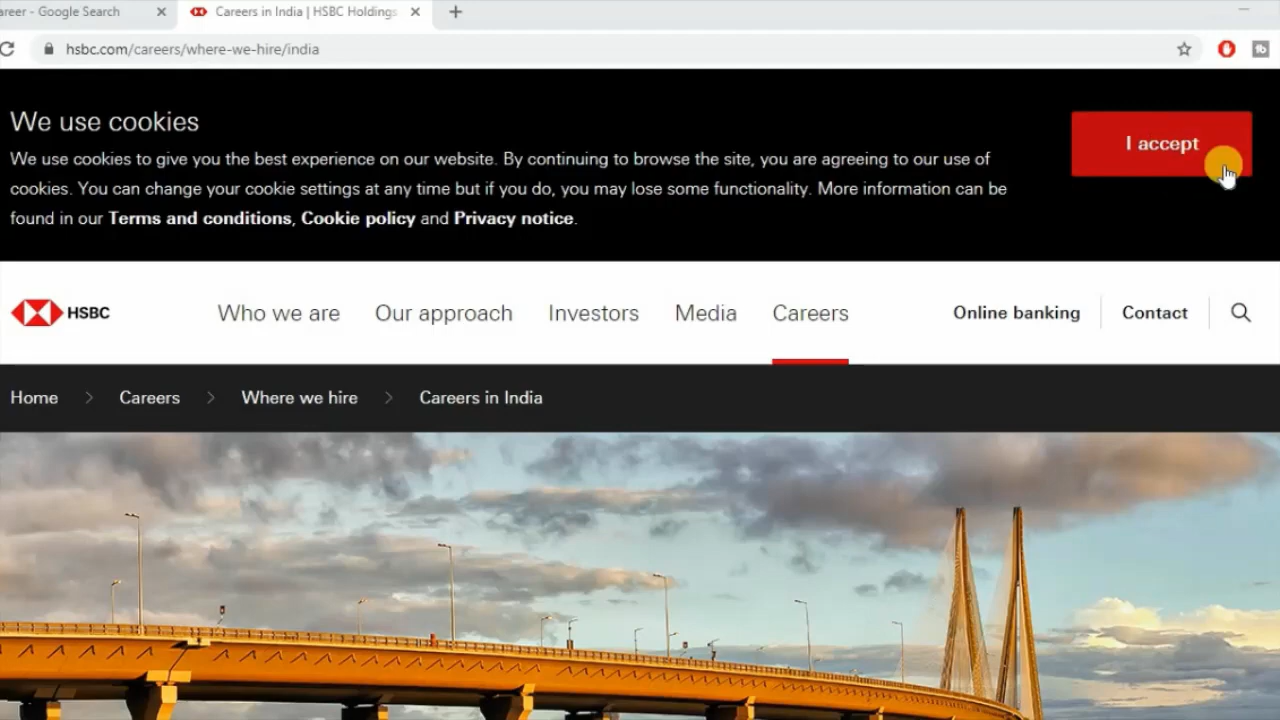 areer - Google Search
Careers in India | HSBC Holdings
hsbc.com/careers/where-we-hire/india
We use cookies
We use cookies to give you the best experience on our website. By continuing to browse the site, you are agreeing to our use of
cookies. You can change your cookie settings at any time but if you do, you may lose some functionality. More information can be
found in our Terms and conditions, Cookie policy and Privacy notice.
I accept
HSBC
Who we are
Our approach
Investors
Media
Careers
Online banking
Contact
Home
Careers
Where we hire
Careers in India